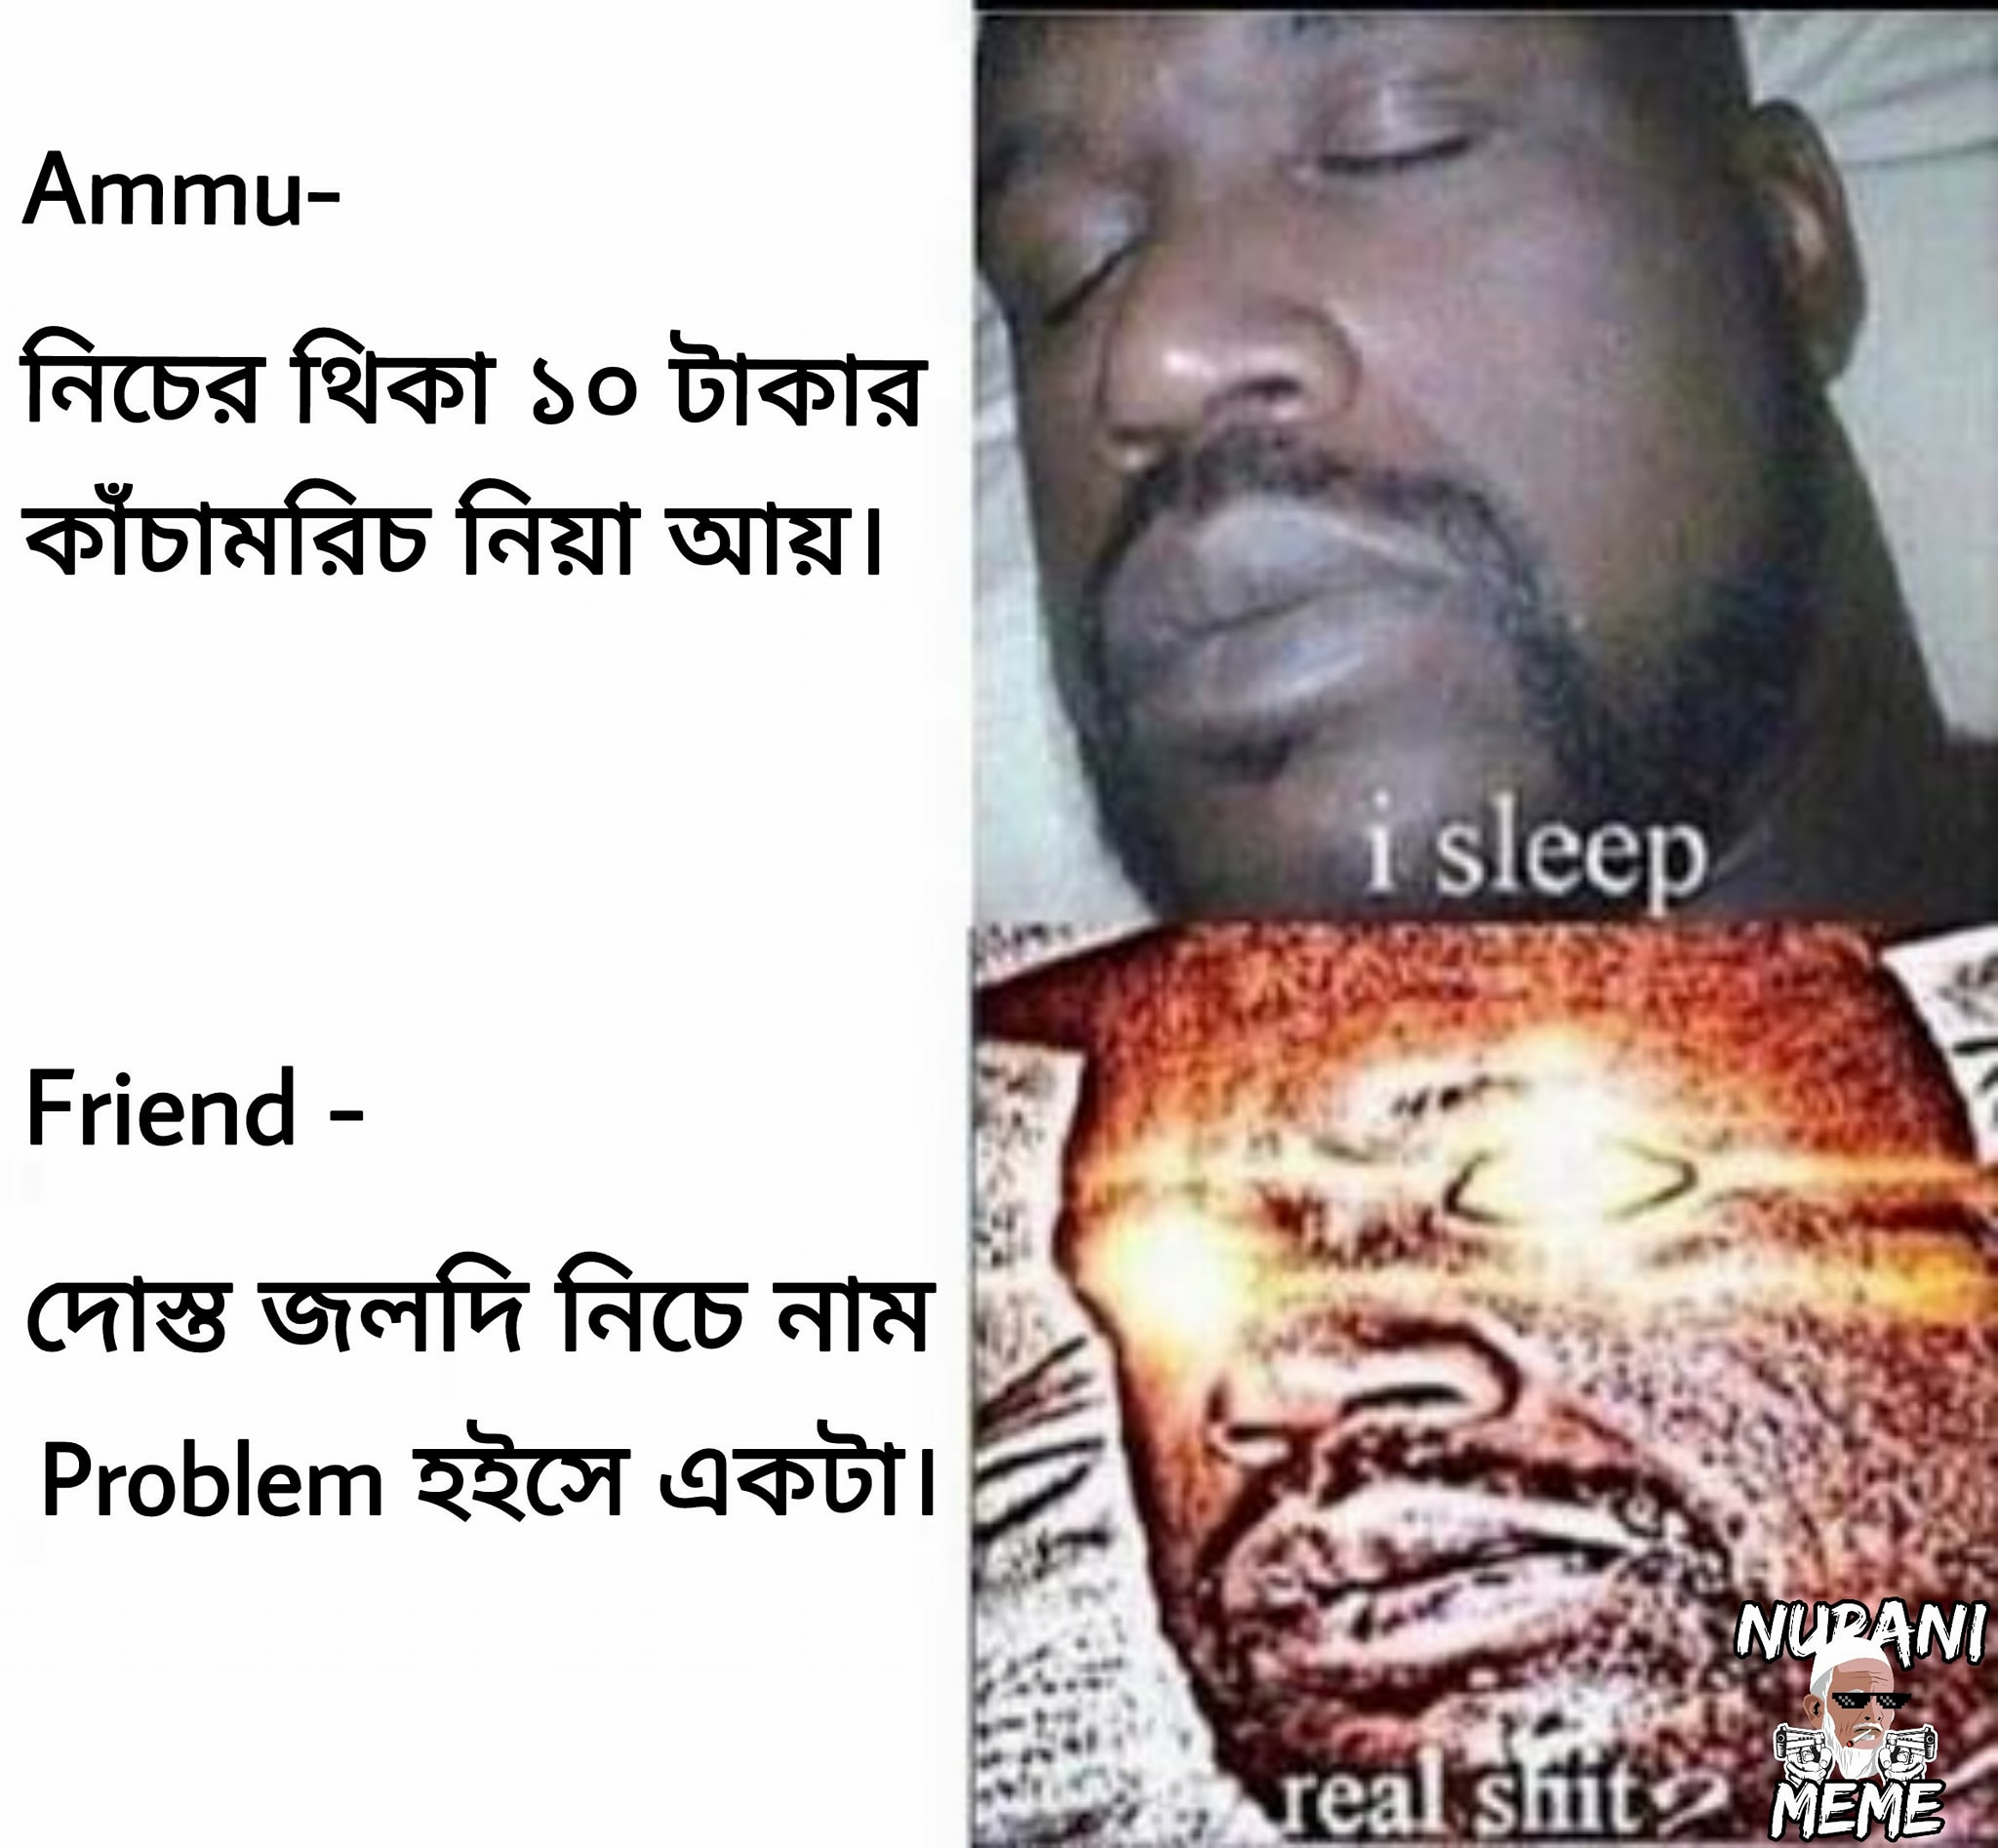 Ammu-
নিচের থিকা ১০ টাকার
কাঁচামরিচ নিয়া আয়।
i sleep
Friend -
দোস্ত জলদি নিচে নাম
Problem হইসে একটা।
real shit?
NURANI
MEME